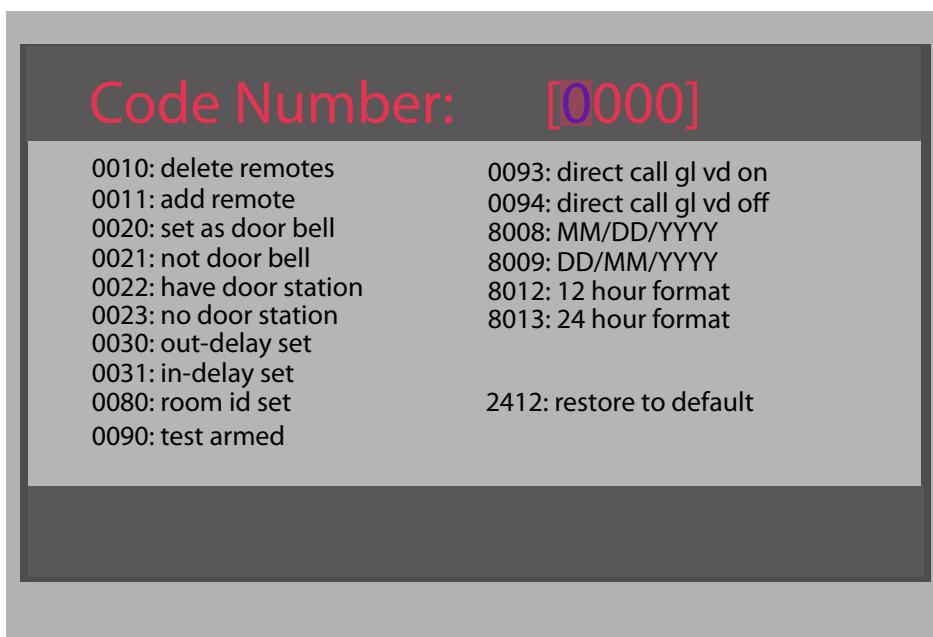 Code Number: [0000]
0010: delete remotes
0011: add remote
0020: set as door bell
0021: not door bell
0022: have door station
0023: no door station
0030: out-delay set
0031: in-delay set
0080: room id set
0090: test armed
0093: direct call gl vd on
0094: direct call gl vd off
8008: MM/DD/YYYY
8009: DD/MM/YYYY
8012: 12 hour format
8013: 24 hour format
2412: restore to default